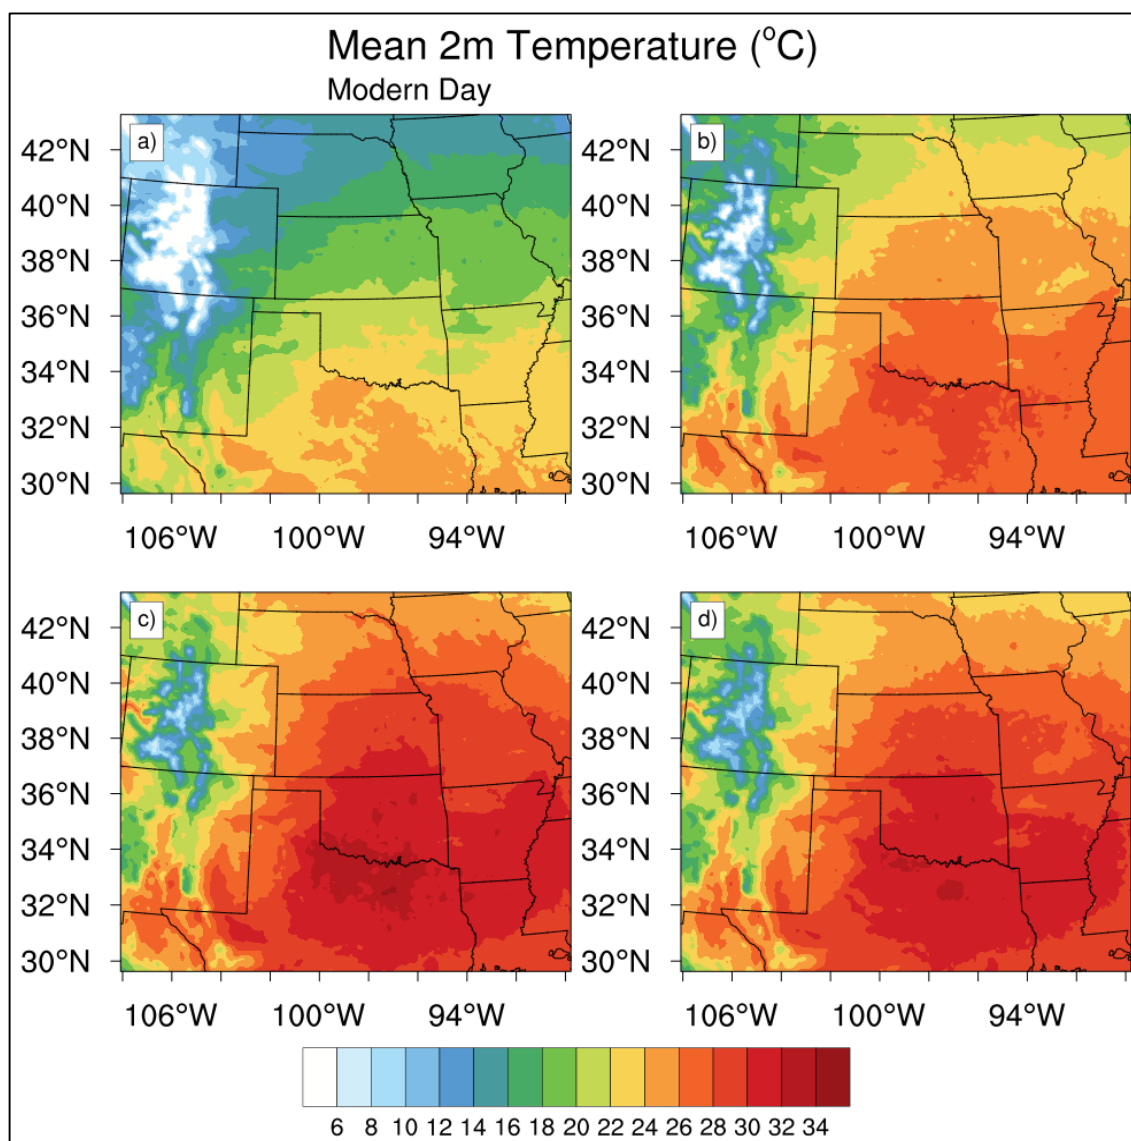 Mean 2m Temperature (°C)
Modern Day
a)
42°N
40°N
38°N
36°N
34°N
32°N
30°N
106°W 100°W 94°W
b)
42°N
40°N
38°N
36°N
34°N
32°N
30°N
106°W 100°W 94°W
c)
42°N
40°N
38°N
36°N
34°N
32°N
30°N
106°W 100°W 94°W
d)
42°N
40°N
38°N
36°N
34°N
32°N
30°N
106°W 100°W 94°W
6 8 10 12 14 16 18 20 22 24 26 28 30 32 34